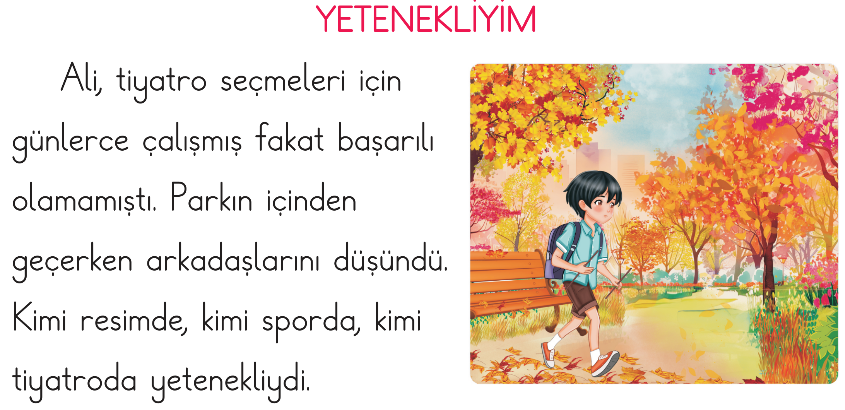 YETENEKLİYİM
Ali, tiyatro seçmeleri için
günlerce çalışmış fakat başarılı
olamamıştı. Parkın içinden
geçerken arkadaşlarını düşündü.
Kimi resimde, kimi sporda, kimi
tiyatroda yetenekliydi.